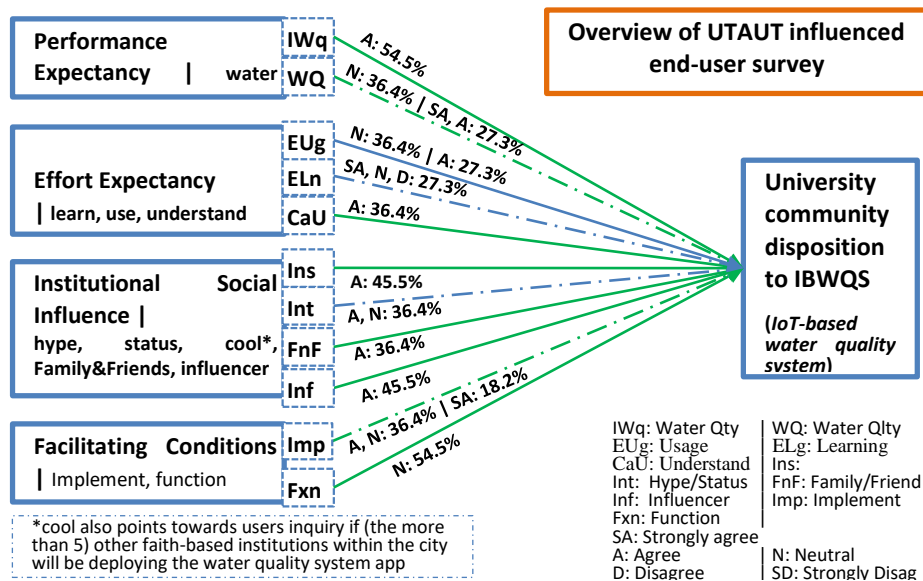 Overview of UTAUT influenced
end-user survey
Performance
Expectancy | water
IWq
WQ
A: 54.5%
N: 36.4% | SA, A: 27.3%
Effort Expectancy
| learn, use, understand
EUg
ELn
CaU
N: 36.4% | A: 27.3%
SA, N, D: 27.3%
A: 36.4%
Institutional Social
Influence |
hype, status, cool*,
Family&Friends, influencer
Ins
Int
FnF
Inf
A: 45.5%
A, N: 36.4%
A: 36.4%
A: 45.5%
Facilitating Conditions
| Implement, function
Imp
Fxn
A, N: 36.4% | SA: 18.2%
N: 54.5%
University
community
disposition
to IBWQS
(IoT-based
water quality
system)
*cool also points towards users inquiry if (the more
than 5) other faith-based institutions within the city
will be deploying the water quality system app
IWq: Water Qty | WQ: Water Qlty
EUg: Usage | ELg: Learning
CaU: Understand | Ins:
Int: Hype/Status | FnF: Family/Friend
Inf: Influencer | Imp: Implement
Fxn: Function |
SA: Strongly agree
A: Agree | N: Neutral
D: Disagree | SD: Strongly Disag